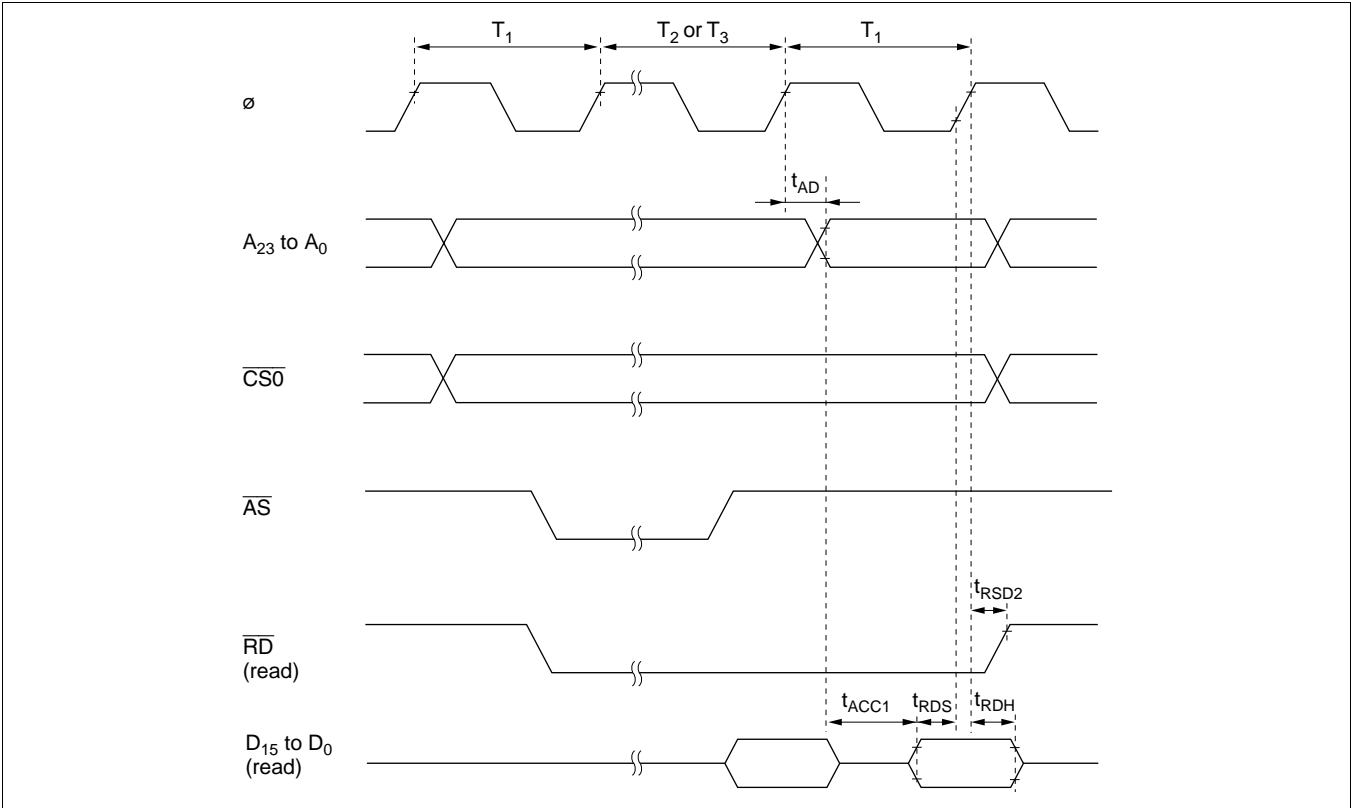 T1 T2 or T3 T1
ø
tAD
A23 to A0
CS0
AS
tRSD2
RD
(read)
tACC1 tRDS tRDH
D15 to D0
(read)